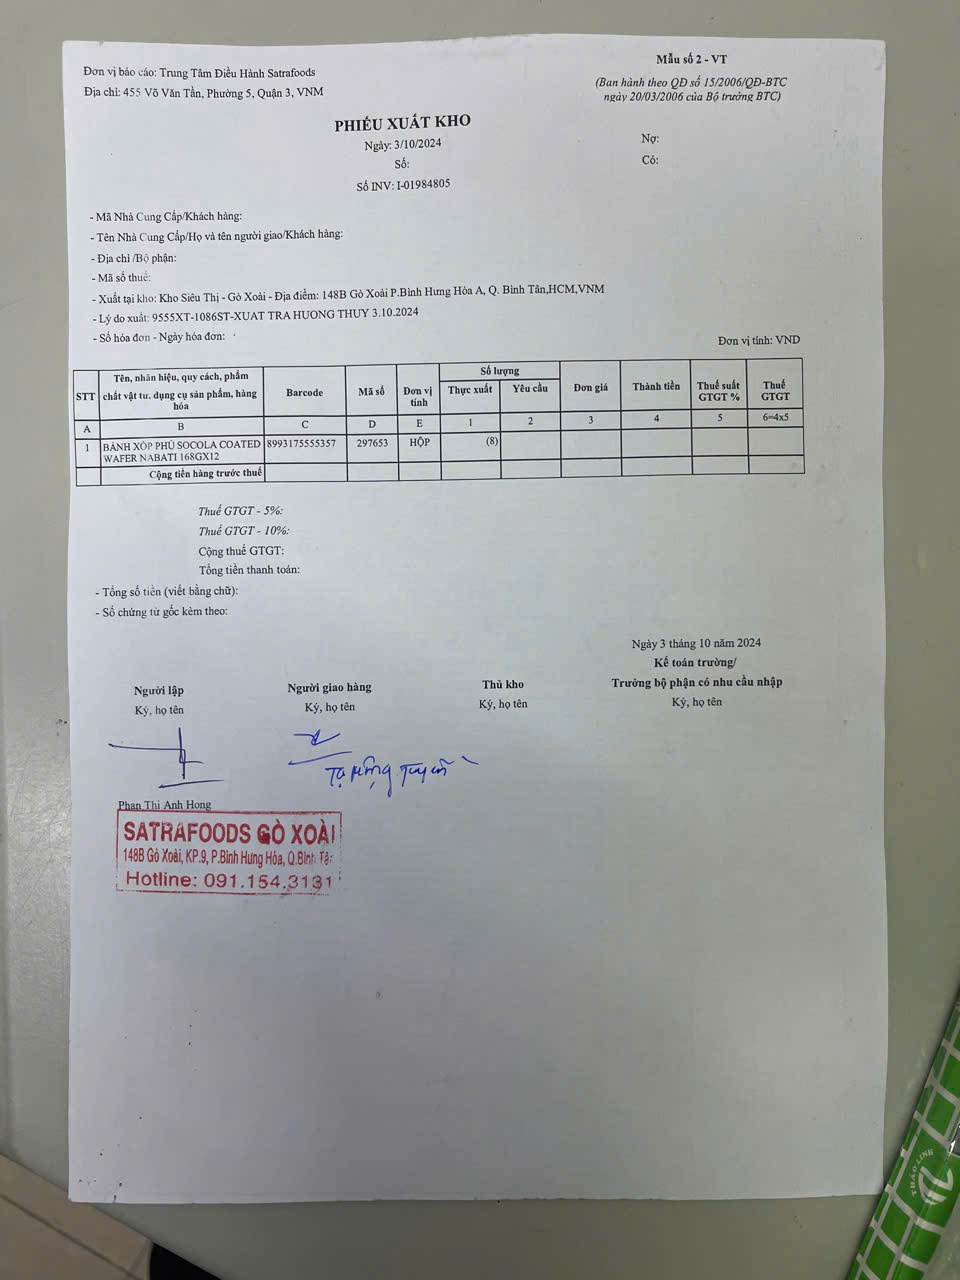 Đơn vị báo cáo: Trung Tâm Điều Hành Satrafoods
Địa chỉ: 455 Võ Văn Tần, Phường 5, Quận 3, VNM
Mẫu số 2 - VT
(Ban hành theo QĐ số 15/2006/QĐ-BTC
ngày 20/03/2006 của Bộ trưởng BTC)
PHIẾU XUẤT KHO
Ngày: 3/10/2024
Số:
Số INV: I-01984805
Nợ:
Có:
- Mã Nhà Cung Cấp/Khách hàng:
- Tên Nhà Cung Cấp/Họ và tên người giao/Khách hàng:
- Địa chỉ /Bộ phận:
- Mã số thuế:
- Xuất tại kho: Kho Siêu Thị - Gò Xoài - Địa điểm: 148B Gò Xoài P.Bình Hưng Hòa A, Q. Bình Tân,HCM,VNM
- Lý do xuất: 9555XT-1086ST-XUAT TRA HUONG THUY 3.10.2024
- Số hóa đơn - Ngày hóa đơn:
Đơn vị tính: VND
STT Tên, nhãn hiệu, quy cách, phẩm chất vật tư, dụng cụ sản phẩm, hàng hóa Barcode Mã số Đơn vị tính Số lượng Thực xuất Yêu cầu Đơn giá Thành tiền Thuế suất GTGT % Thuế GTGT
A B C D E 1 2 3 4 5 6=4x5
1 BÁNH XỐP PHỦ SOCOLA COATED WAFER NABATI 168GX12 8993175555357 297653 HỘP (8)
Cộng tiền hàng trước thuế
Thuế GTGT - 5%:
Thuế GTGT - 10%:
Cộng thuế GTGT:
Tổng tiền thanh toán:
- Tổng số tiền (viết bằng chữ):
- Số chứng từ gốc kèm theo:
Ngày 3 tháng 10 năm 2024
Người lập
Ký, họ tên
Người giao hàng
Ký, họ tên
Thủ kho
Ký, họ tên
Kế toán trưởng/
Trưởng bộ phận có nhu cầu nhập
Ký, họ tên
Phan Thi Anh Hong
SATRAFOODS GÒ XOÀI
148B Gò Xoài, KP.9, P.Bình Hưng Hòa, Q.Bình Tân
Hotline: 091.154.3131
THẢO LINH